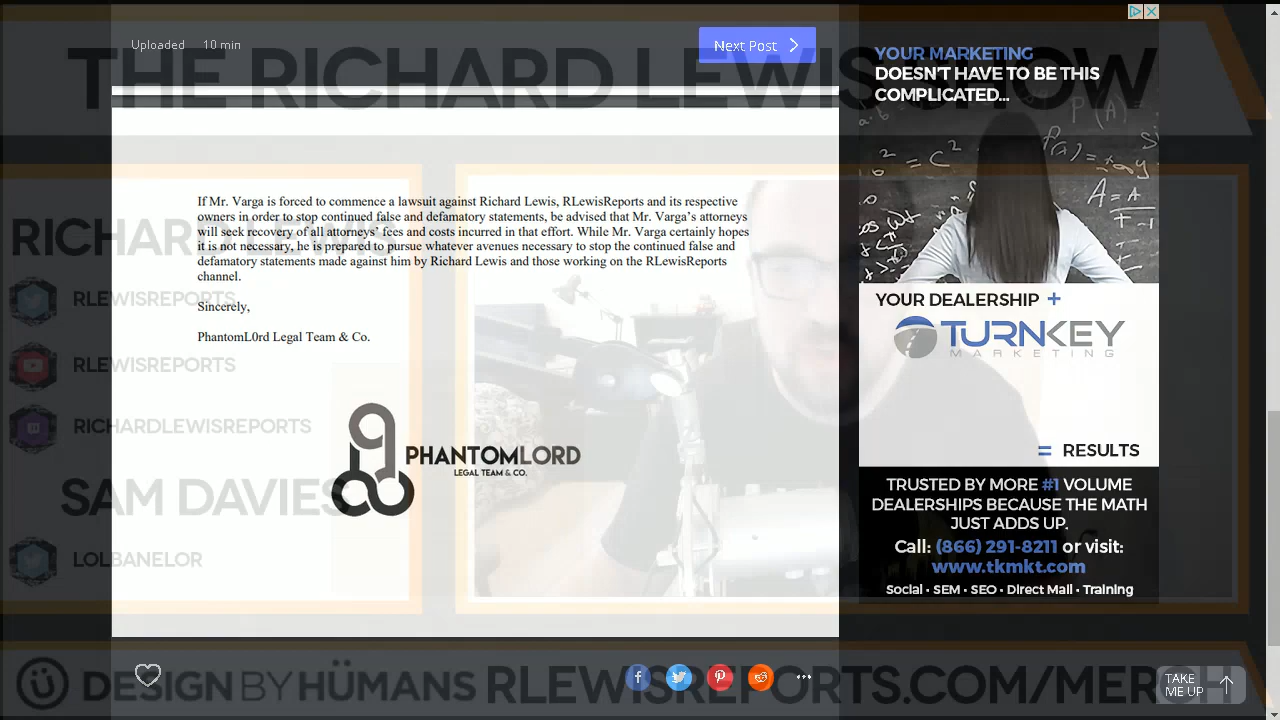 Uploaded 10 min
Next Post
THE RICHARD LEWIS SHOW
If Mr. Varga is forced to commence a lawsuit against Richard Lewis, RLewisReports and its respective
owners in order to stop continued false and defamatory statements, be advised that Mr. Varga's attorneys
will seek recovery of all attorneys' fees and costs incurred in that effort. While Mr. Varga certainly hopes
it is not necessary, he is prepared to pursue whatever avenues necessary to stop the continued false and
defamatory statements made against him by Richard Lewis and those working on the RLewisReports
channel.
Sincerely,
PhantomL0rd Legal Team & Co.
PHANTOMLORD
LEGAL TEAM & CO.
RICHARD LEWIS
RLEWISREPORTS
RLEWISREPORTS
RICHARDLEWISREPORTS
SAM DAVIES
LOLBANELOR
YOUR MARKETING
DOESN'T HAVE TO BE THIS
COMPLICATED...
YOUR DEALERSHIP +
TURNKEY
MARKETING
= RESULTS
TRUSTED BY MORE #1 VOLUME
DEALERSHIPS BECAUSE THE MATH
JUST ADDS UP.
Call: (866) 291-8211 or visit:
www.tkmkt.com
Social • SEM • SEO • Direct Mail • Training
DESIGN BY HÜMANS RLEWISREPORTS.COM/MERCH
TAKE
ME UP